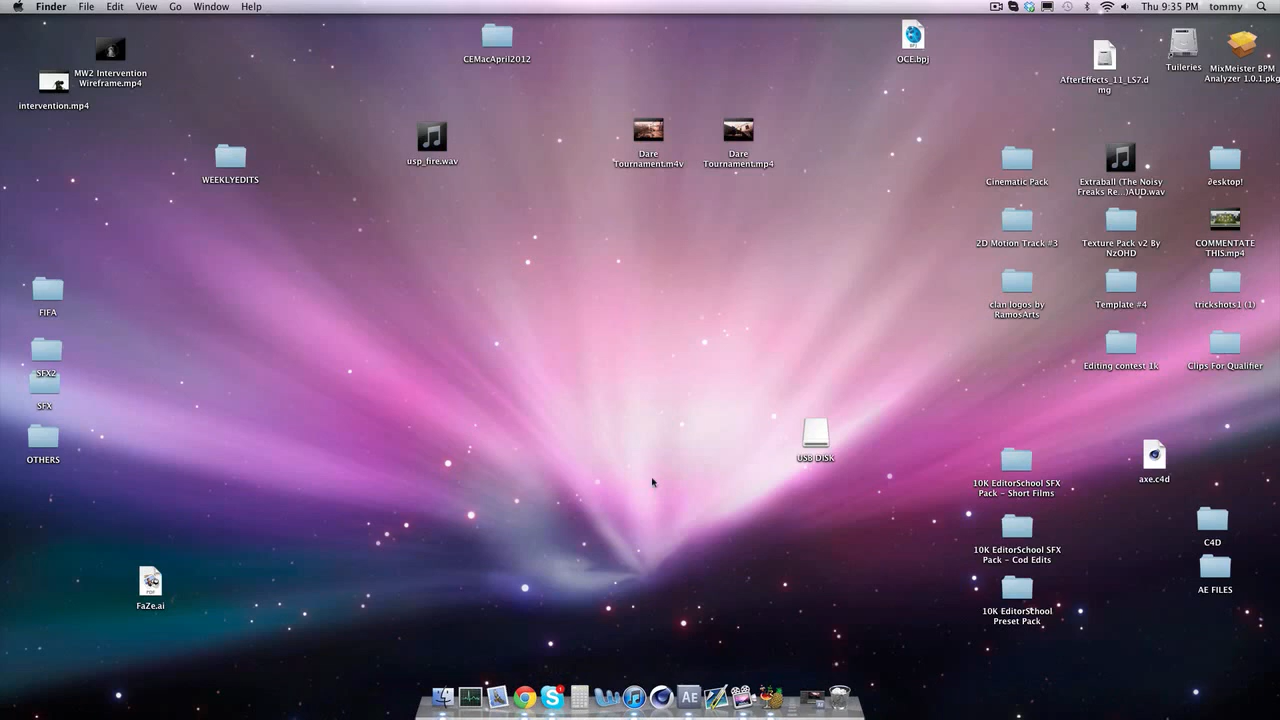 Finder File Edit View Go Window Help
Thu 9:35 PM tommy
MW2 Intervention
Wireframe.mp4
intervention.mp4
CEMacApril2012
OCE.bpj
AfterEffects_11_LS7.d
mg
Tuileries
MixMeister BPM
Analyzer 1.0.1.pkg
WEEKLYEDITS
usp_fire.wav
Dare
Tournament.m4v
Dare
Tournament.mp4
Cinematic Pack
Extraball (The Noisy
Freaks Re...)AUD.wav
desktop!
2D Motion Track #3
Texture Pack v2 By
NzOHD
COMMENTATE
THIS.mp4
clan logos by
RamosArts
Template #4
trickshots1 (1)
Editing contest 1k
Clips For Qualifier
FIFA
SFX2
SFX
OTHERS
USB DISK
10K EditorSchool SFX
Pack - Short Films
axe.c4d
10K EditorSchool SFX
Pack - Cod Edits
C4D
10K EditorSchool
Preset Pack
AE FILES
PDF
FaZe.ai
AE